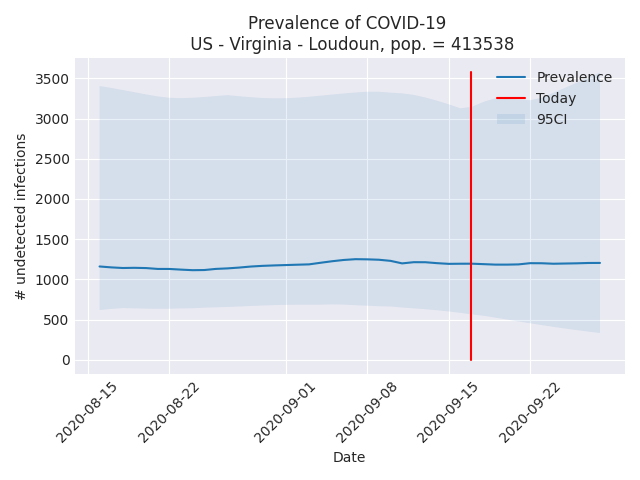 Prevalence of COVID-19
US - Virginia - Loudoun, pop. = 413538
Prevalence
Today
95CI
# undetected infections
3500
3000
2500
2000
1500
1000
500
0
2020-08-15
2020-08-22
2020-09-01
2020-09-08
2020-09-15
2020-09-22
Date